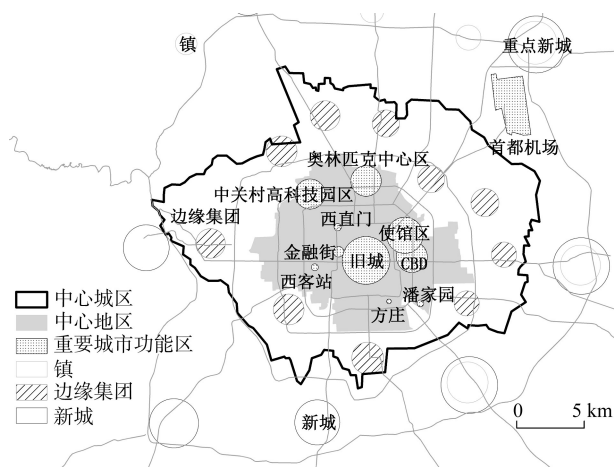 镇
重点新城
首都机场
奥林匹克中心区
中关村高科技园区
边缘集团
西直门
使馆区
金融街
旧城
CBD
西客站
潘家园
方庄
中心城区
中心地区
重要城市功能区
镇
边缘集团
新城
新城
0 5 km